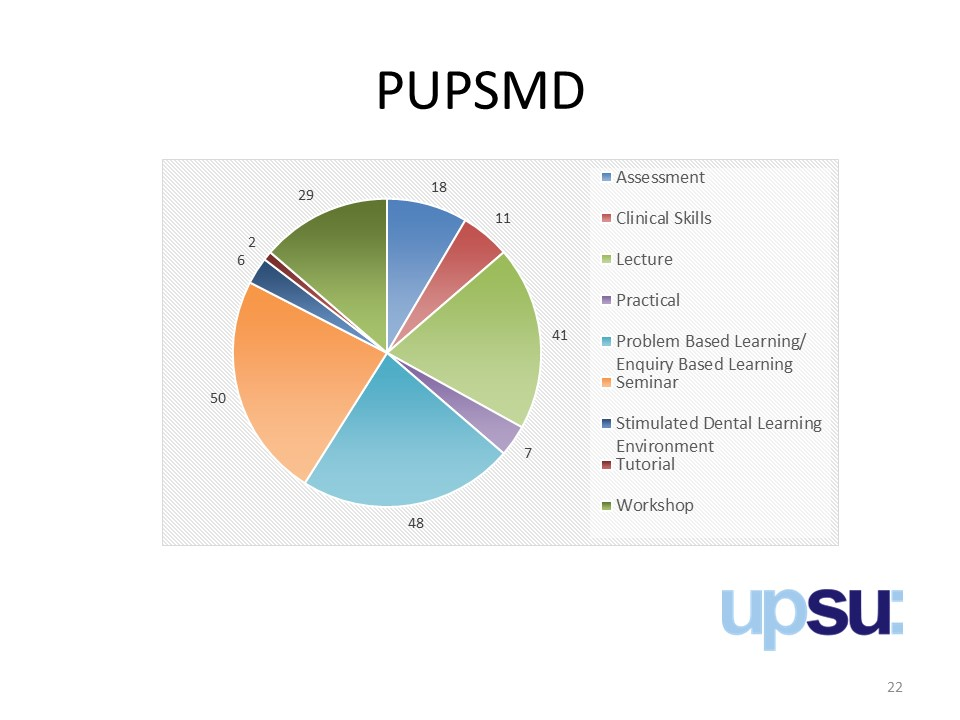 PUPSMD
18
11
41
7
48
50
6
2
29
Assessment
Clinical Skills
Lecture
Practical
Problem Based Learning/
Enquiry Based Learning
Seminar
Stimulated Dental Learning
Environment
Tutorial
Workshop
upsu:
22